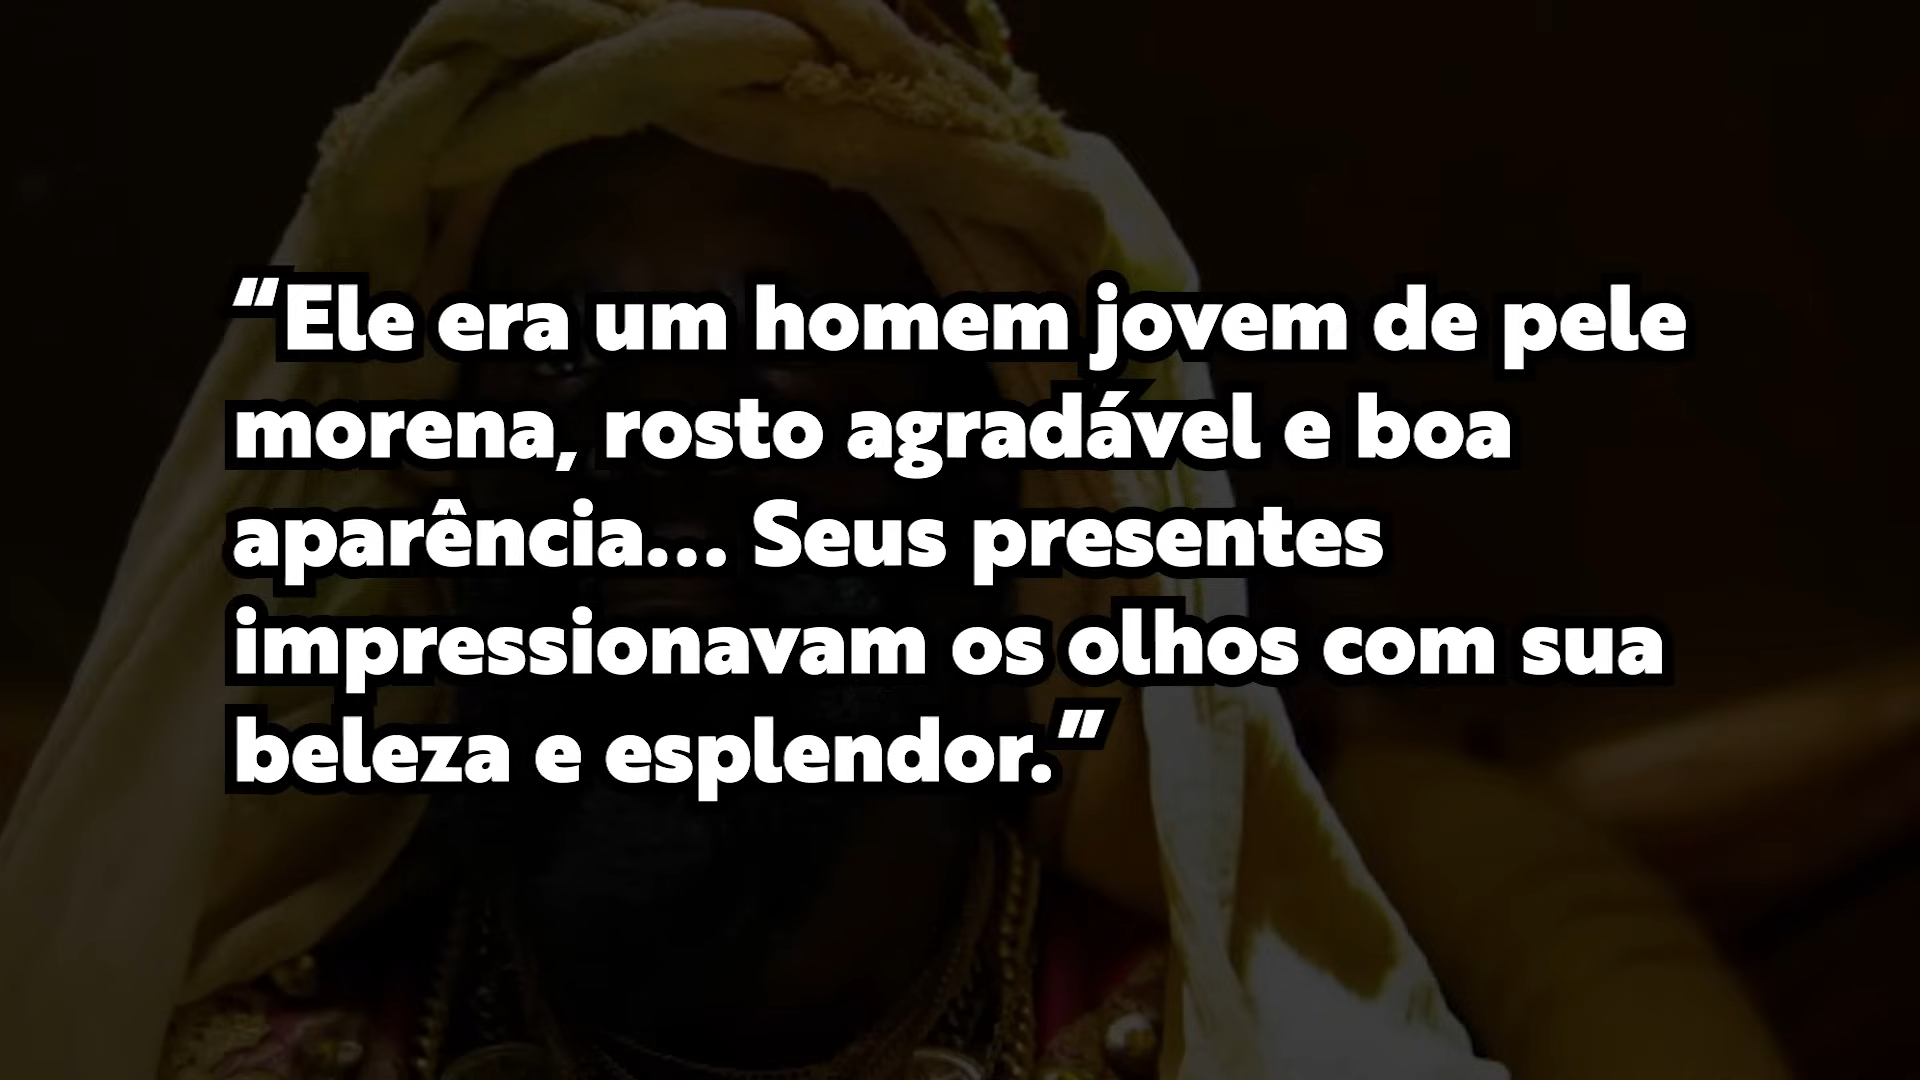 “Ele era um homem jovem de pele
morena, rosto agradável e boa
aparência... Seus presentes
impressionavam os olhos com sua
beleza e esplendor.”